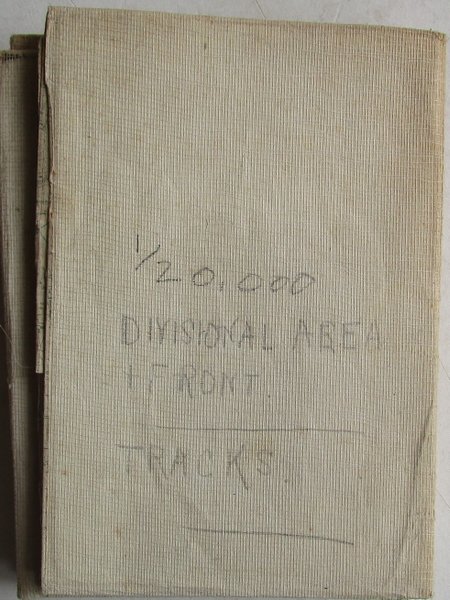 1/20,000
DIVISIONAL AREA
+ FRONT.
TRACKS.